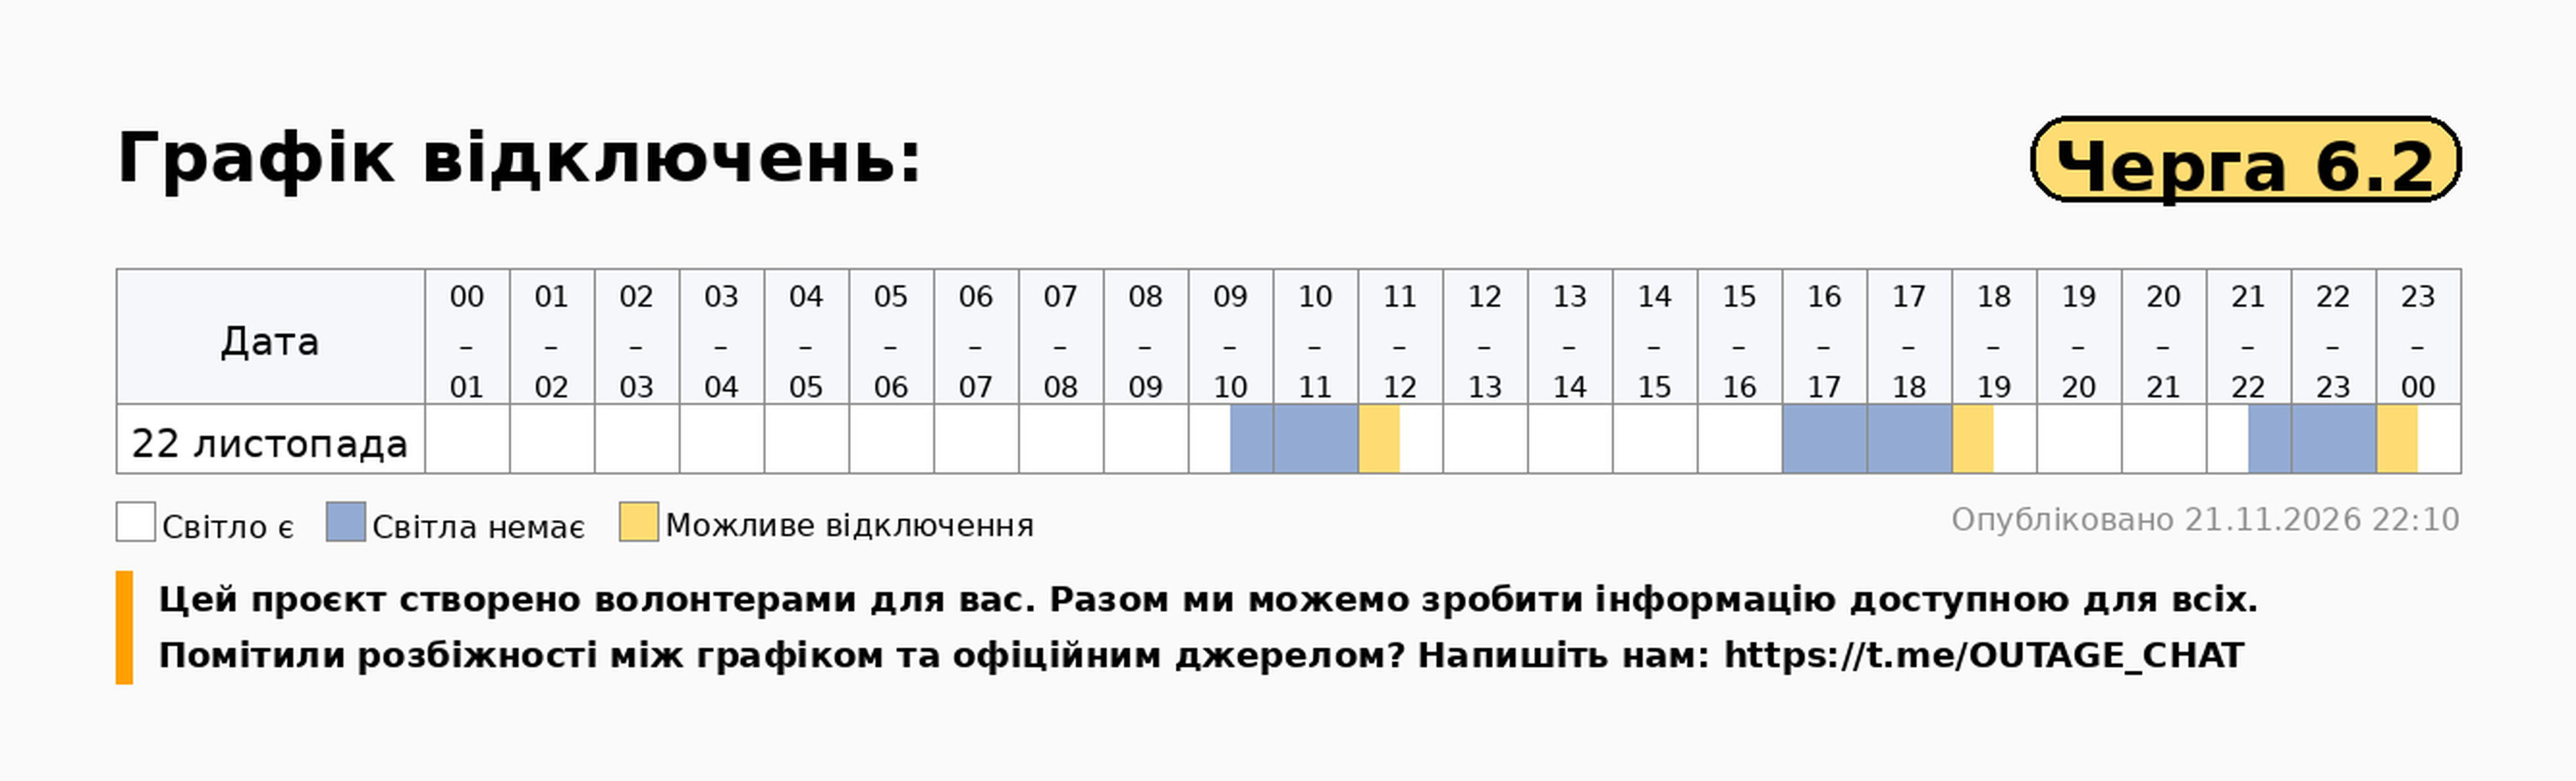 Графік відключень:
Черга 6.2
Дата 00 – 01 01 – 02 02 – 03 03 – 04 04 – 05 05 – 06 06 – 07 07 – 08 08 – 09 09 – 10 10 – 11 11 – 12 12 – 13 13 – 14 14 – 15 15 – 16 16 – 17 17 – 18 18 – 19 19 – 20 20 – 21 21 – 22 22 – 23 23 – 00
22 листопада
Світло є Світла немає Можливе відключення
Опубліковано 21.11.2026 22:10
Цей проєкт створено волонтерами для вас. Разом ми можемо зробити інформацію доступною для всіх.
Помітили розбіжності між графіком та офіційним джерелом? Напишіть нам: https://t.me/OUTAGE_CHAT